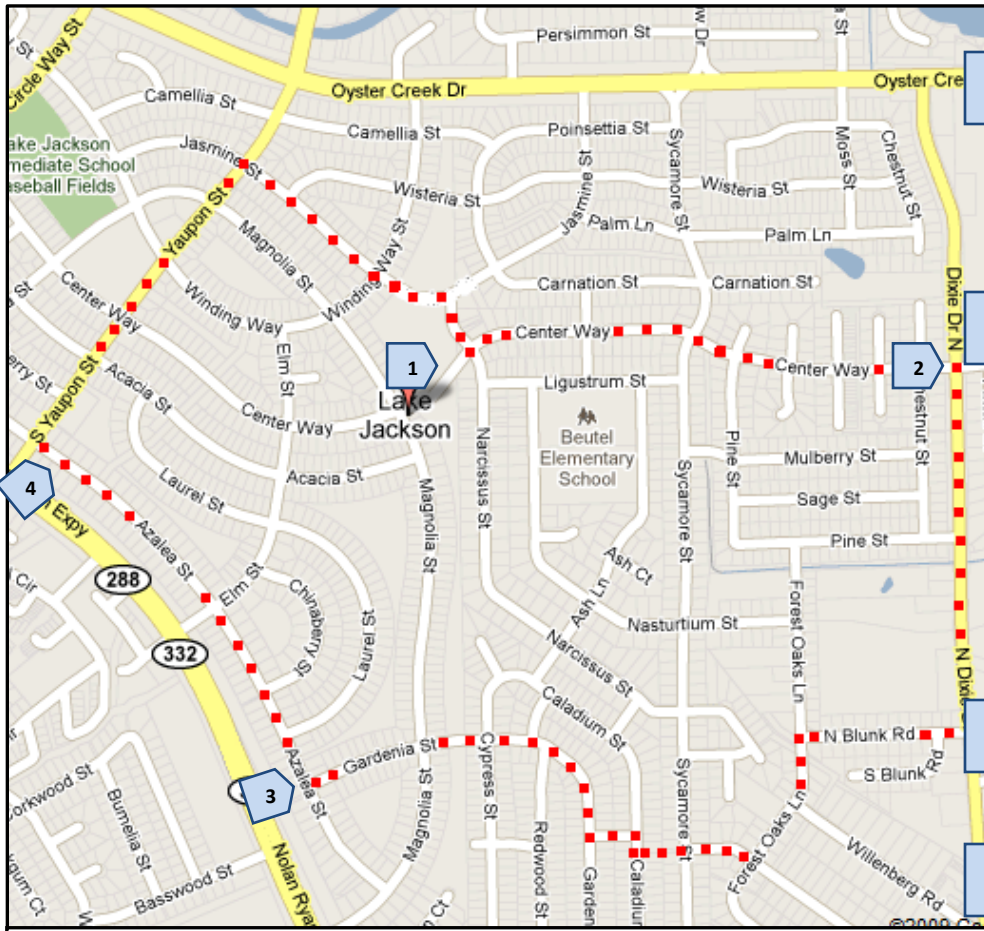 Persimmon St
Oyster Creek Dr
Oyster Cre
Circle Way St
Camellia St
Camellia St
Poinsettia St
Sycamore St
Moss St
Chestnut St
ake Jackson
mediate School
aseball Fields
Jasmine St
Wisteria St
Wisteria St
Jasmine St
Palm Ln
Palm Ln
S Yaupon St
Magnolia St
Winding Way St
Carnation St
Carnation St
Dixie Dr N
Center Way
Winding Way
Center Way
Center Way
1
2
Elm St
Lake
Jackson
Ligustrum St
Acacia St
Center Way
S Yaupon St
Beutel
Elementary
School
Narcissus St
Pine St
Mulberry St
Acacia St
Laurel St
Magnolia St
Sycamore St
Sage St
Pine St
4
Expy
Azalea St
288
332
Elm St
Chinaberry St
Laurel St
Ash Ct
Ash Ln
Nasturtium St
Forest Oaks Ln
Narcissus St
N Dixie
Caladium St
N Blunk Rd
S Blunk Rd
Gardenia St
Cypress St
Azalea St
3
Magnolia St
Sycamore St
Forest Oaks Ln
Willenberg Rd
Redwood St
Garden
Caladiu
Bumelia St
Basswood St
Nolan Rya